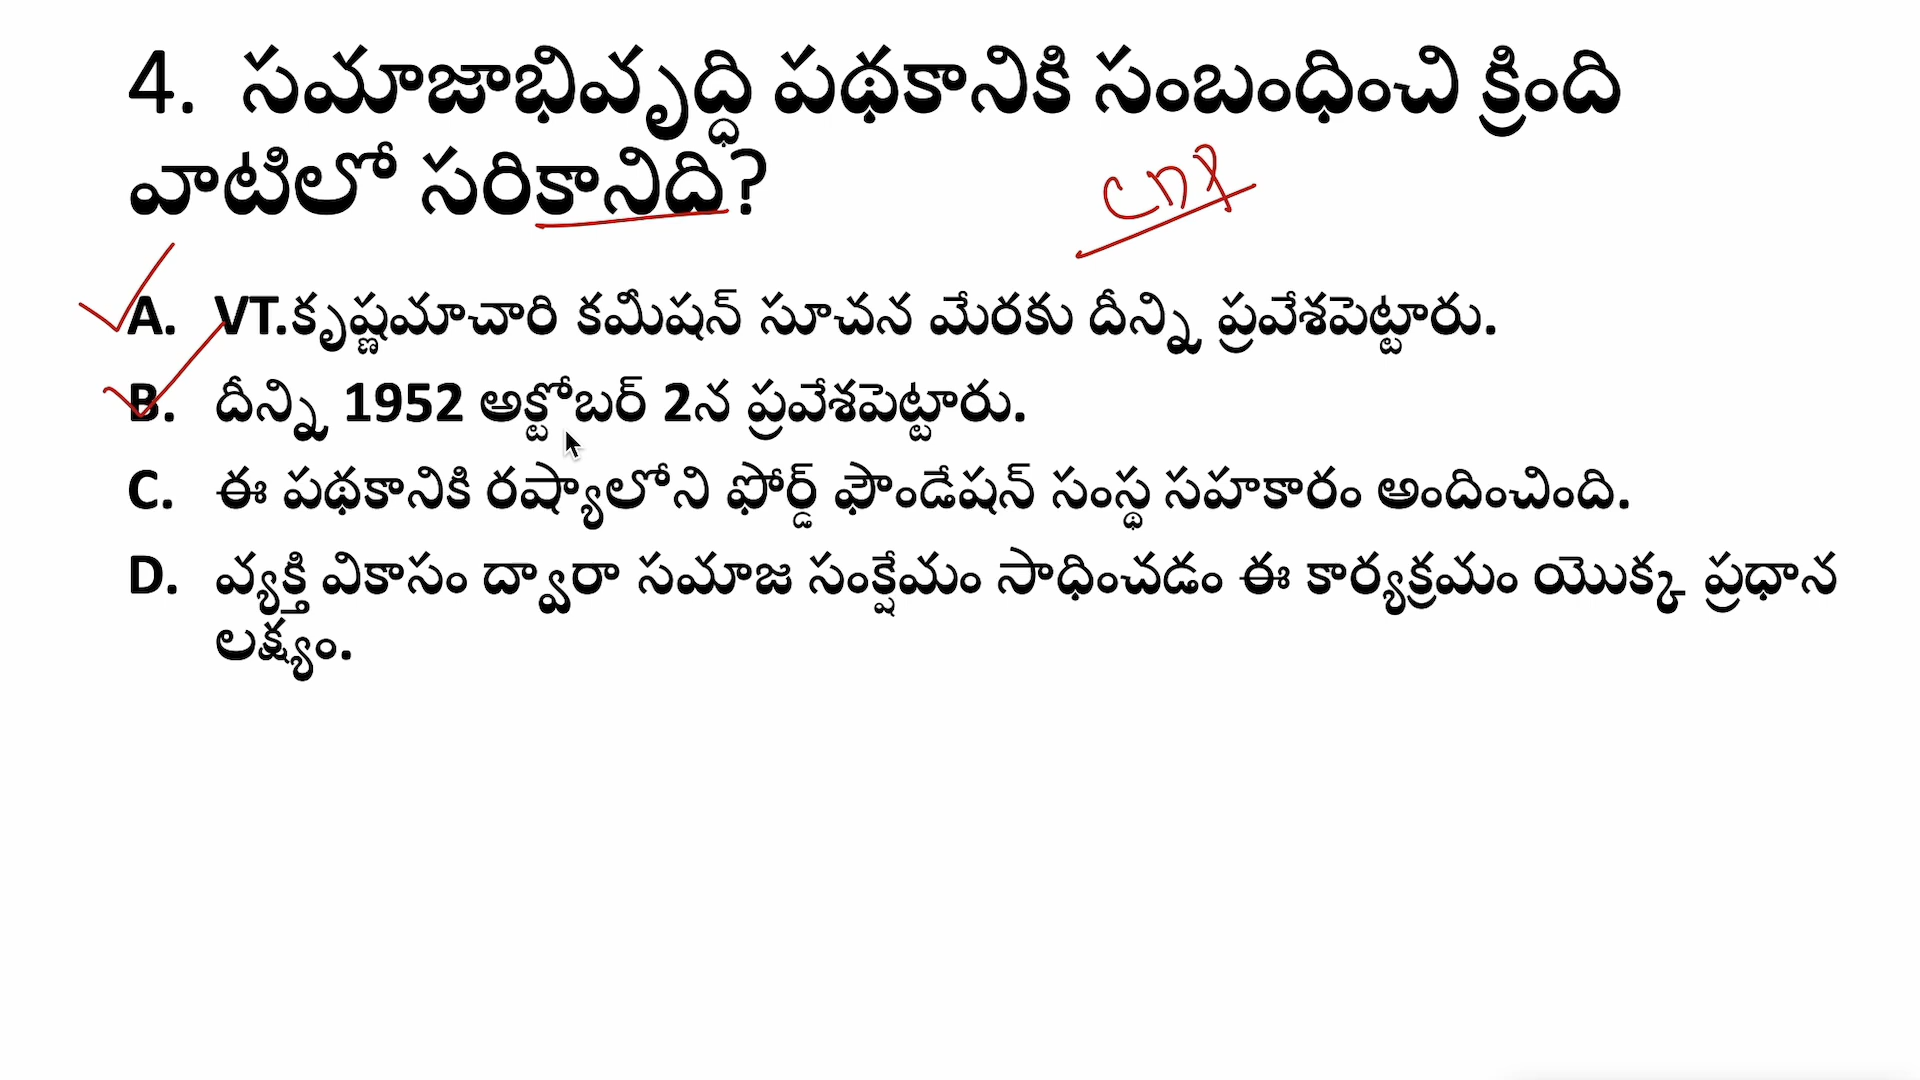 4. సమాజాభివృద్ధి పథకానికి సంబంధించి క్రింది
వాటిలో సరికానిది?
A. VT.కృష్ణమాచారి కమీషన్ సూచన మేరకు దీన్ని ప్రవేశపెట్టారు.
B. దీన్ని 1952 అక్టోబర్ 2న ప్రవేశపెట్టారు.
C. ఈ పథకానికి రష్యాలోని ఫోర్డ్ ఫౌండేషన్ సంస్థ సహకారం అందించింది.
D. వ్యక్తి వికాసం ద్వారా సమాజ సంక్షేమం సాధించడం ఈ కార్యక్రమం యొక్క ప్రధాన
లక్ష్యం.